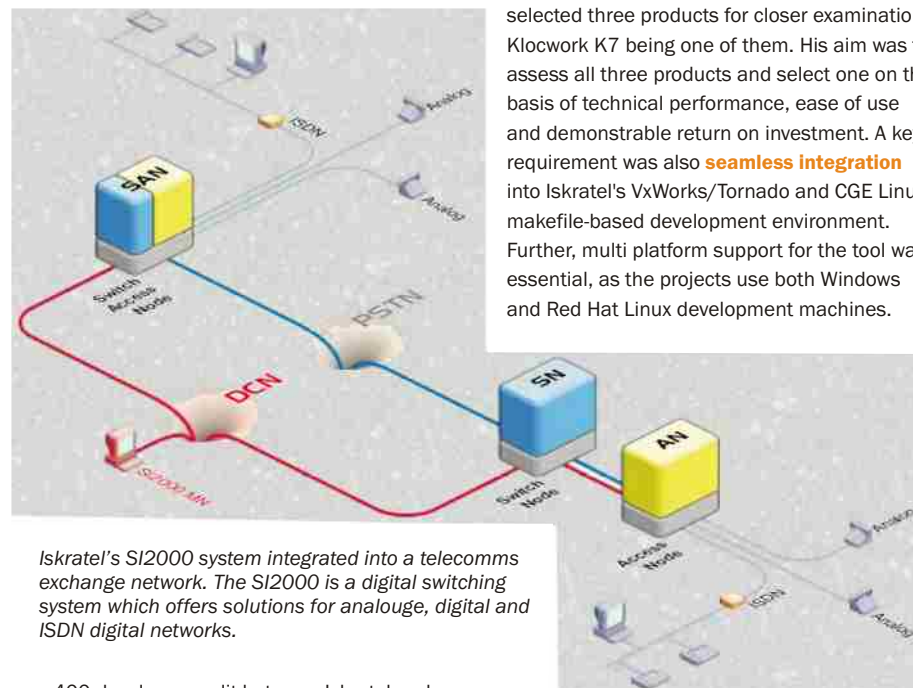 selected three products for closer examinatio
Klocwork K7 being one of them. His aim was
assess all three products and select one on th
basis of technical performance, ease of use
and demonstrable return on investment. A key
requirement was also seamless integration
into Iskratel's VxWorks/Tornado and CGE Linu
makefile-based development environment.
Further, multi platform support for the tool wa
essential, as the projects use both Windows
and Red Hat Linux development machines.
ISDN
Analog
Analog
SAN
Switch
Access
Node
PSTN
DCN
SI2000 MN
SN
Switch
Node
AN
Access
Node
Analog
ISDN
Analog
Iskratel's SI2000 system integrated into a telecomms
exchange network. The SI2000 is a digital switching
system which offers solutions for analouge, digital and
ISDN digital networks.